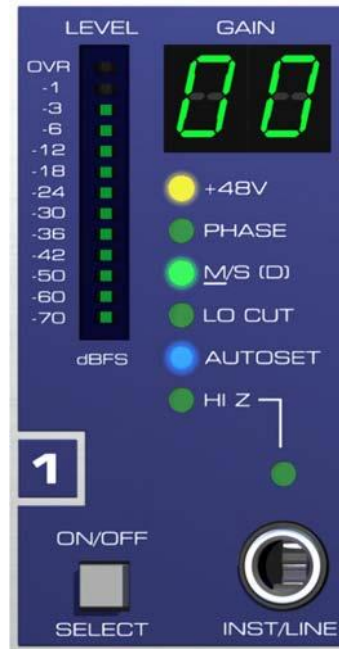 LEVEL
GAIN
OVR
-1
-3
-6
-12
-18
-24
-30
-36
-42
-50
-60
-70
dBFS
00
+48V
PHASE
M/S (D)
LO CUT
AUTOSET
HI Z
1
ON/OFF
SELECT
INST/LINE